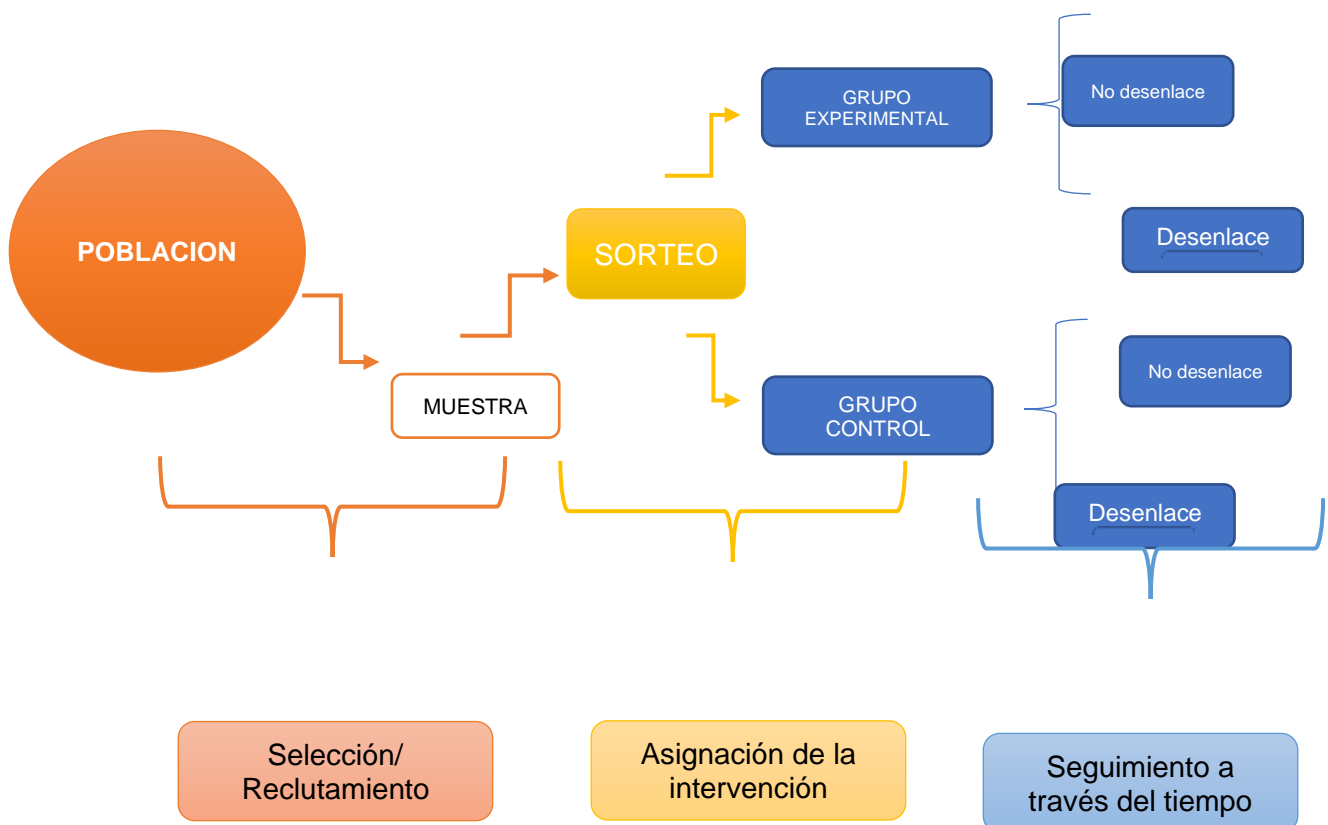 GRUPO
EXPERIMENTAL
No desenlace
POBLACION
SORTEO
Desenlace
MUESTRA
GRUPO
CONTROL
No desenlace
Desenlace
Selección/
Reclutamiento
Asignación de la
intervención
Seguimiento a
través del tiempo